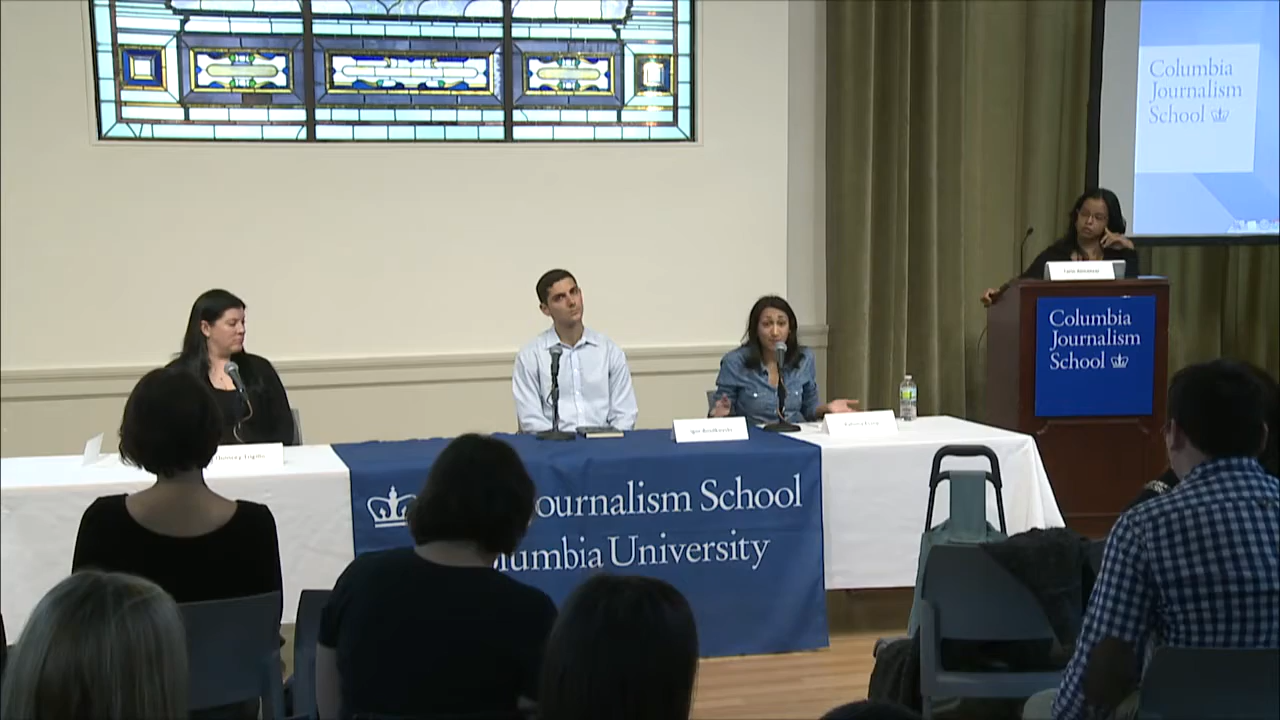 Columbia
Journalism
School
Columbia
Journalism
School
Journalism School
Columbia University